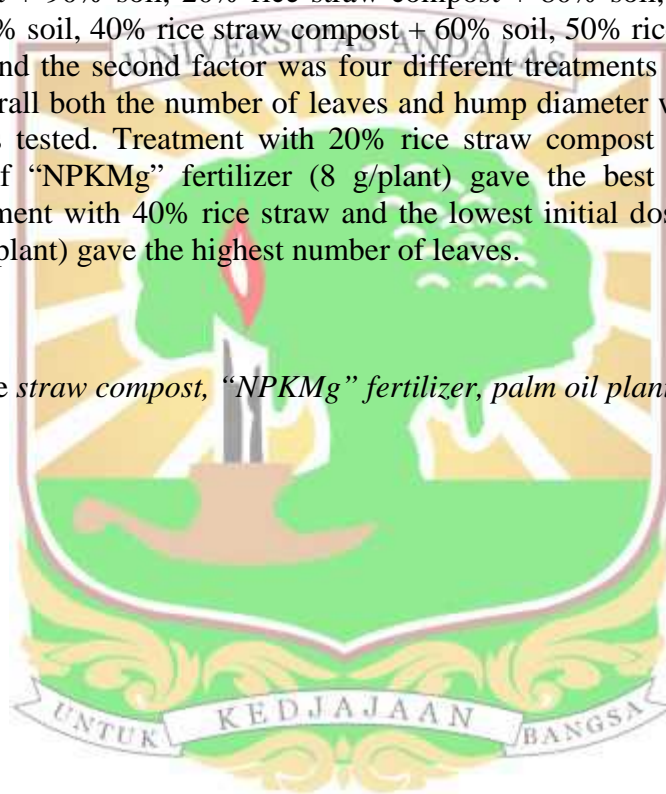 + 90% soil, 20% rice straw compost + 80% soil,
% soil, 40% rice straw compost + 60% soil, 50% ric
UNIVERSITAS ANDALAS
nd the second factor was four different treatments
rall both the number of leaves and hump diameter
s tested. Treatment with 20% rice straw compost
f “NPKMg” fertilizer (8 g/plant) gave the best
ment with 40% rice straw and the lowest initial dos
plant) gave the highest number of leaves.
e straw compost, “NPKMg” fertilizer, palm oil plan
UNTUK KEDJAJAAN BANGSA